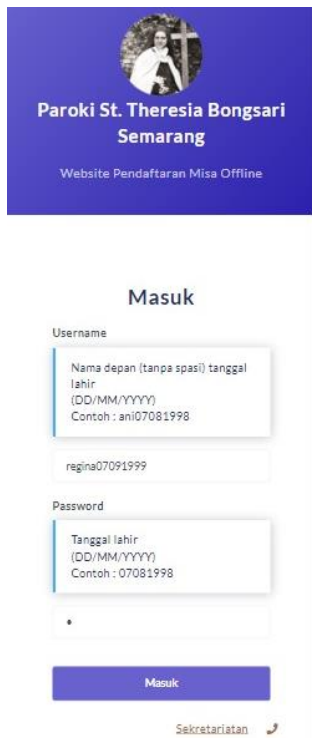 Paroki St. Theresia Bongsari
Semarang
Website Pendaftaran Misa Offline
Masuk
Username
Nama depan (tanpa spasi) tanggal
lahir
(DD/MM/YYYY)
Contoh : ani07081998
regina07091999
Password
Tanggal lahir
(DD/MM/YYYY)
Contoh : 07081998
•
Masuk
Sekretariatan